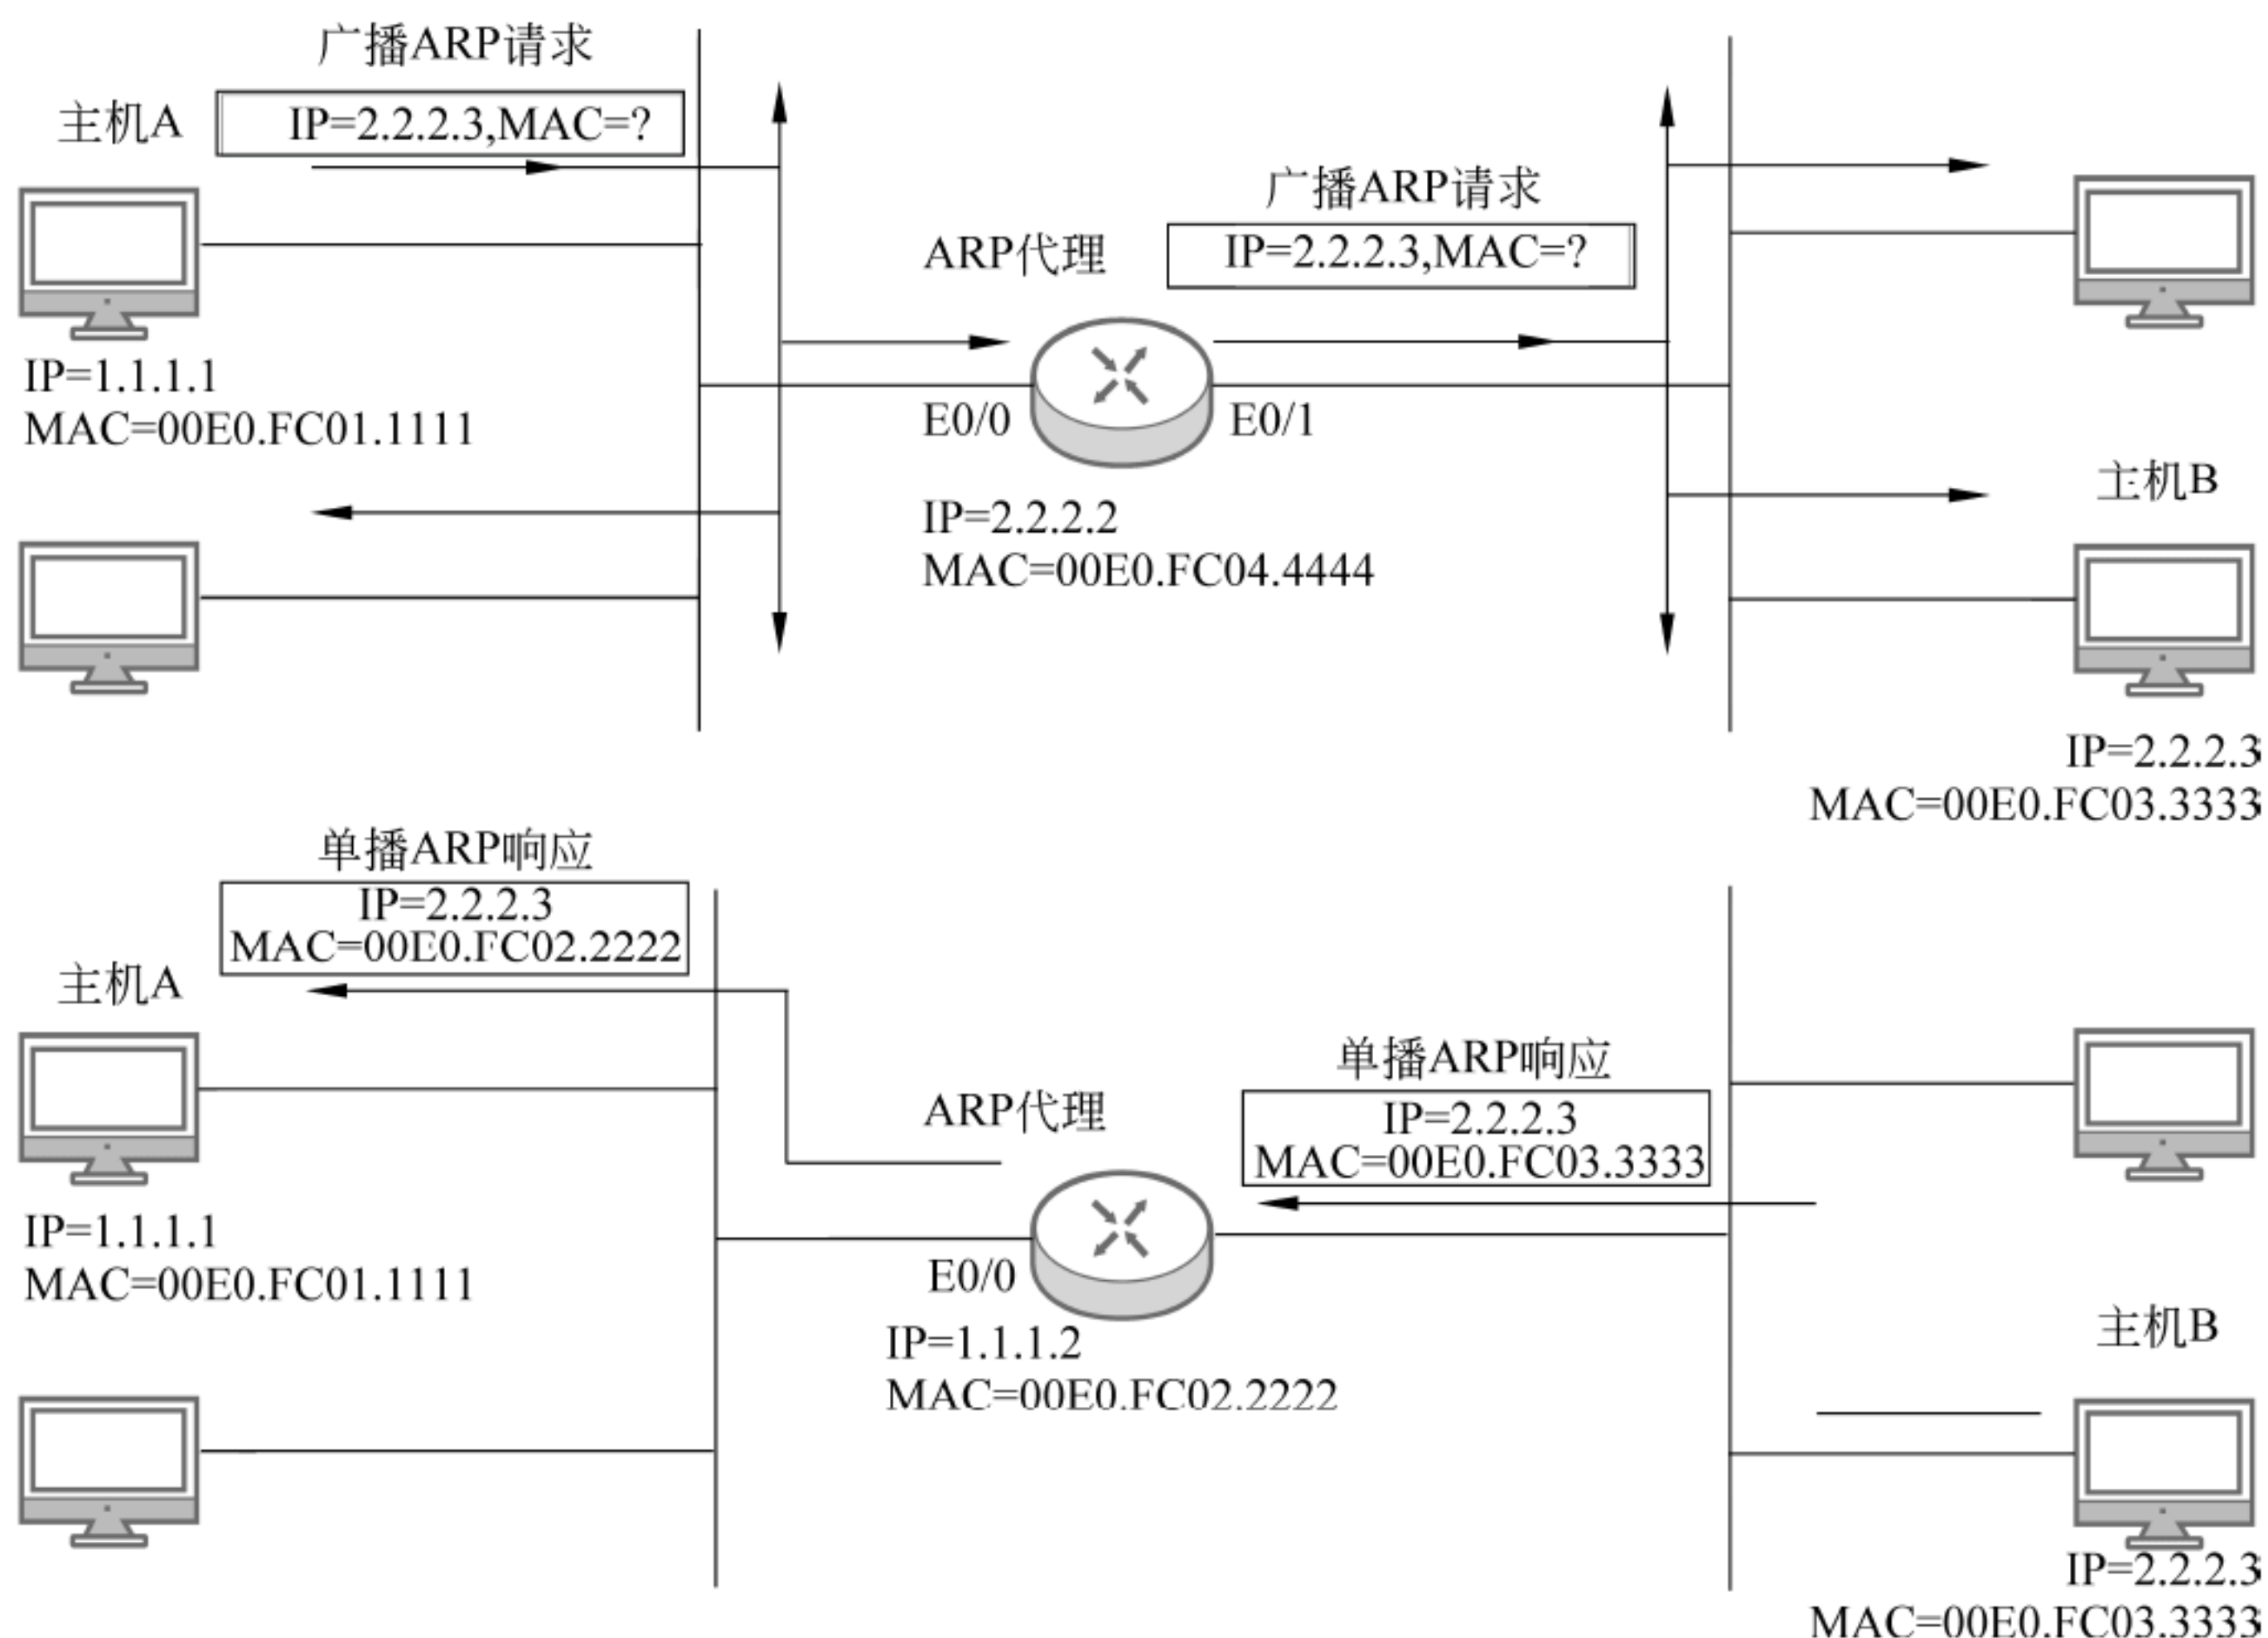 广播ARP请求
主机A
IP=2.2.2.3,MAC=?
广播ARP请求
ARP代理
IP=2.2.2.3,MAC=?
IP=1.1.1.1
MAC=00E0.FC01.1111
E0/0
E0/1
主机B
IP=2.2.2.2
MAC=00E0.FC04.4444
IP=2.2.2.3
MAC=00E0.FC03.3333
单播ARP响应
IP=2.2.2.3
MAC=00E0.FC02.2222
主机A
单播ARP响应
ARP代理
IP=2.2.2.3
MAC=00E0.FC03.3333
IP=1.1.1.1
MAC=00E0.FC01.1111
E0/0
主机B
IP=1.1.1.2
MAC=00E0.FC02.2222
IP=2.2.2.3
MAC=00E0.FC03.3333